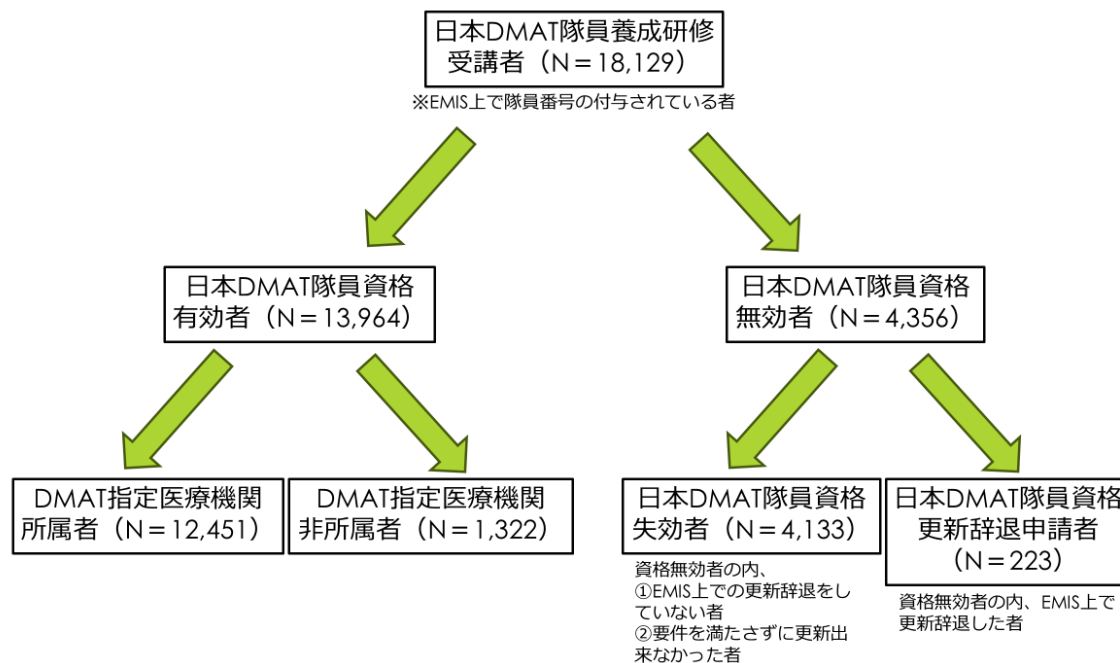 日本DMAT隊員養成研修
受講者（N＝18,129）
※EMIS上で隊員番号の付与されている者
日本DMAT隊員資格
有効者（N＝13,964）
日本DMAT隊員資格
無効者（N＝4,356）
DMAT指定医療機関
所属者（N＝12,451）
DMAT指定医療機関
非所属者（N＝1,322）
日本DMAT隊員資格
失効者（N＝4,133）
資格無効者の内、
①EMIS上での更新辞退をし
ていない者
②要件を満たさずに更新出
来なかった者
日本DMAT隊員資格
更新辞退申請者
（N＝223）
資格無効者の内、EMIS上で
更新辞退した者